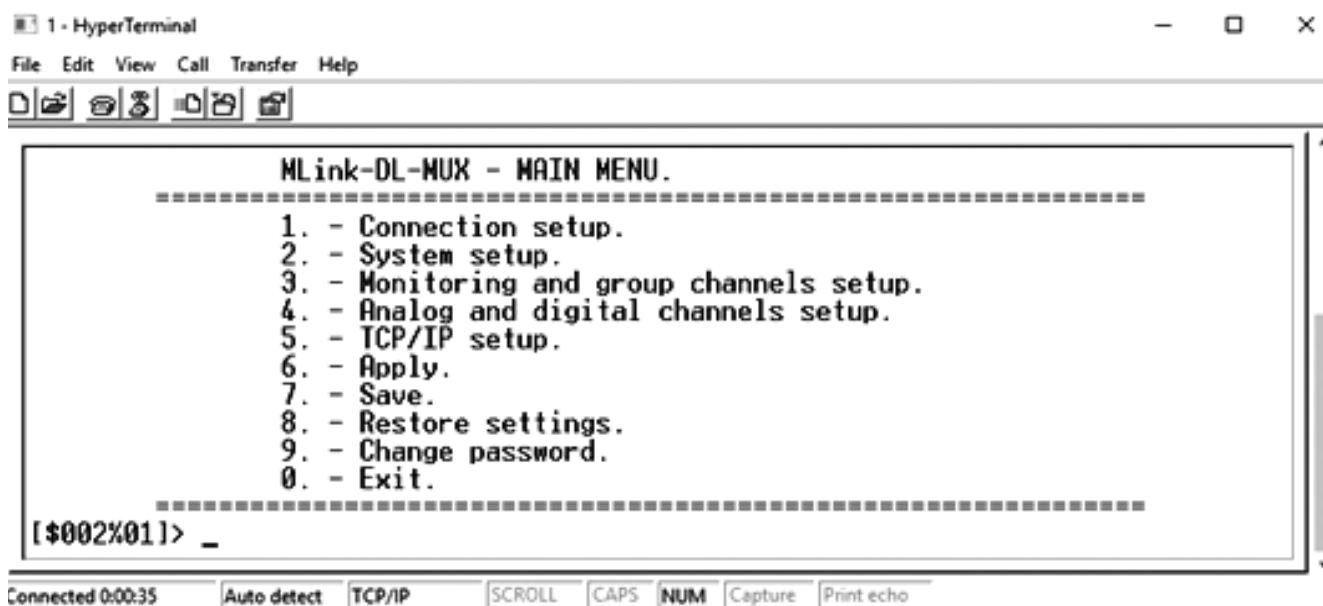 1 - HyperTerminal
File Edit View Call Transfer Help
MLink-DL-MUX - MAIN MENU.
===============================================================
1. - Connection setup.
2. - System setup.
3. - Monitoring and group channels setup.
4. - Analog and digital channels setup.
5. - TCP/IP setup.
6. - Apply.
7. - Save.
8. - Restore settings.
9. - Change password.
0. - Exit.
===============================================================
[$002%01]> _
Connected 0:00:35 Auto detect TCP/IP SCROLL CAPS NUM Capture Print echo